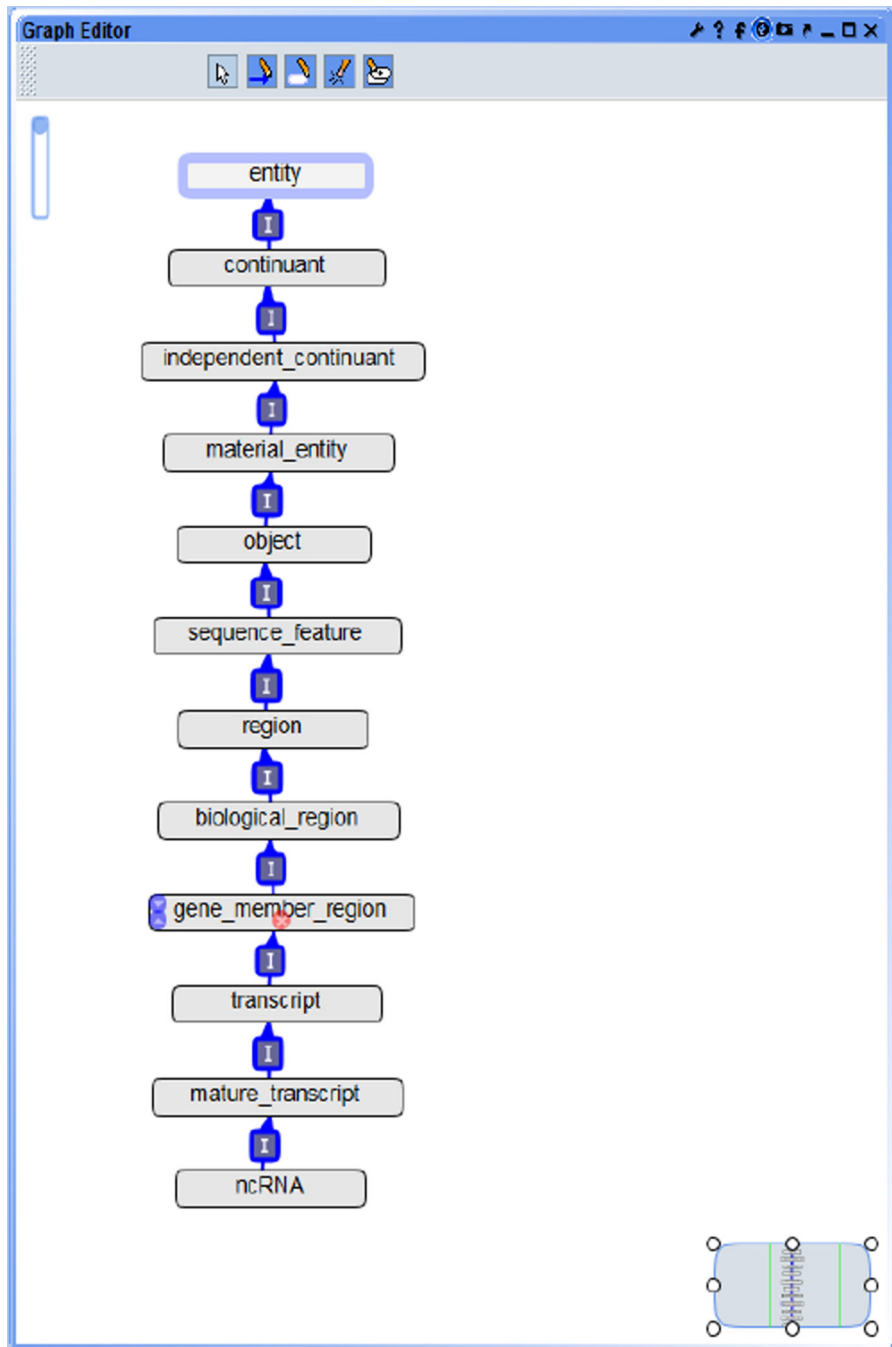 Graph Editor
entity
I
continuant
I
independent_continuant
I
material_entity
I
object
I
sequence_feature
I
region
I
biological_region
I
gene_member_region
I
transcript
I
mature_transcript
I
ncRNA